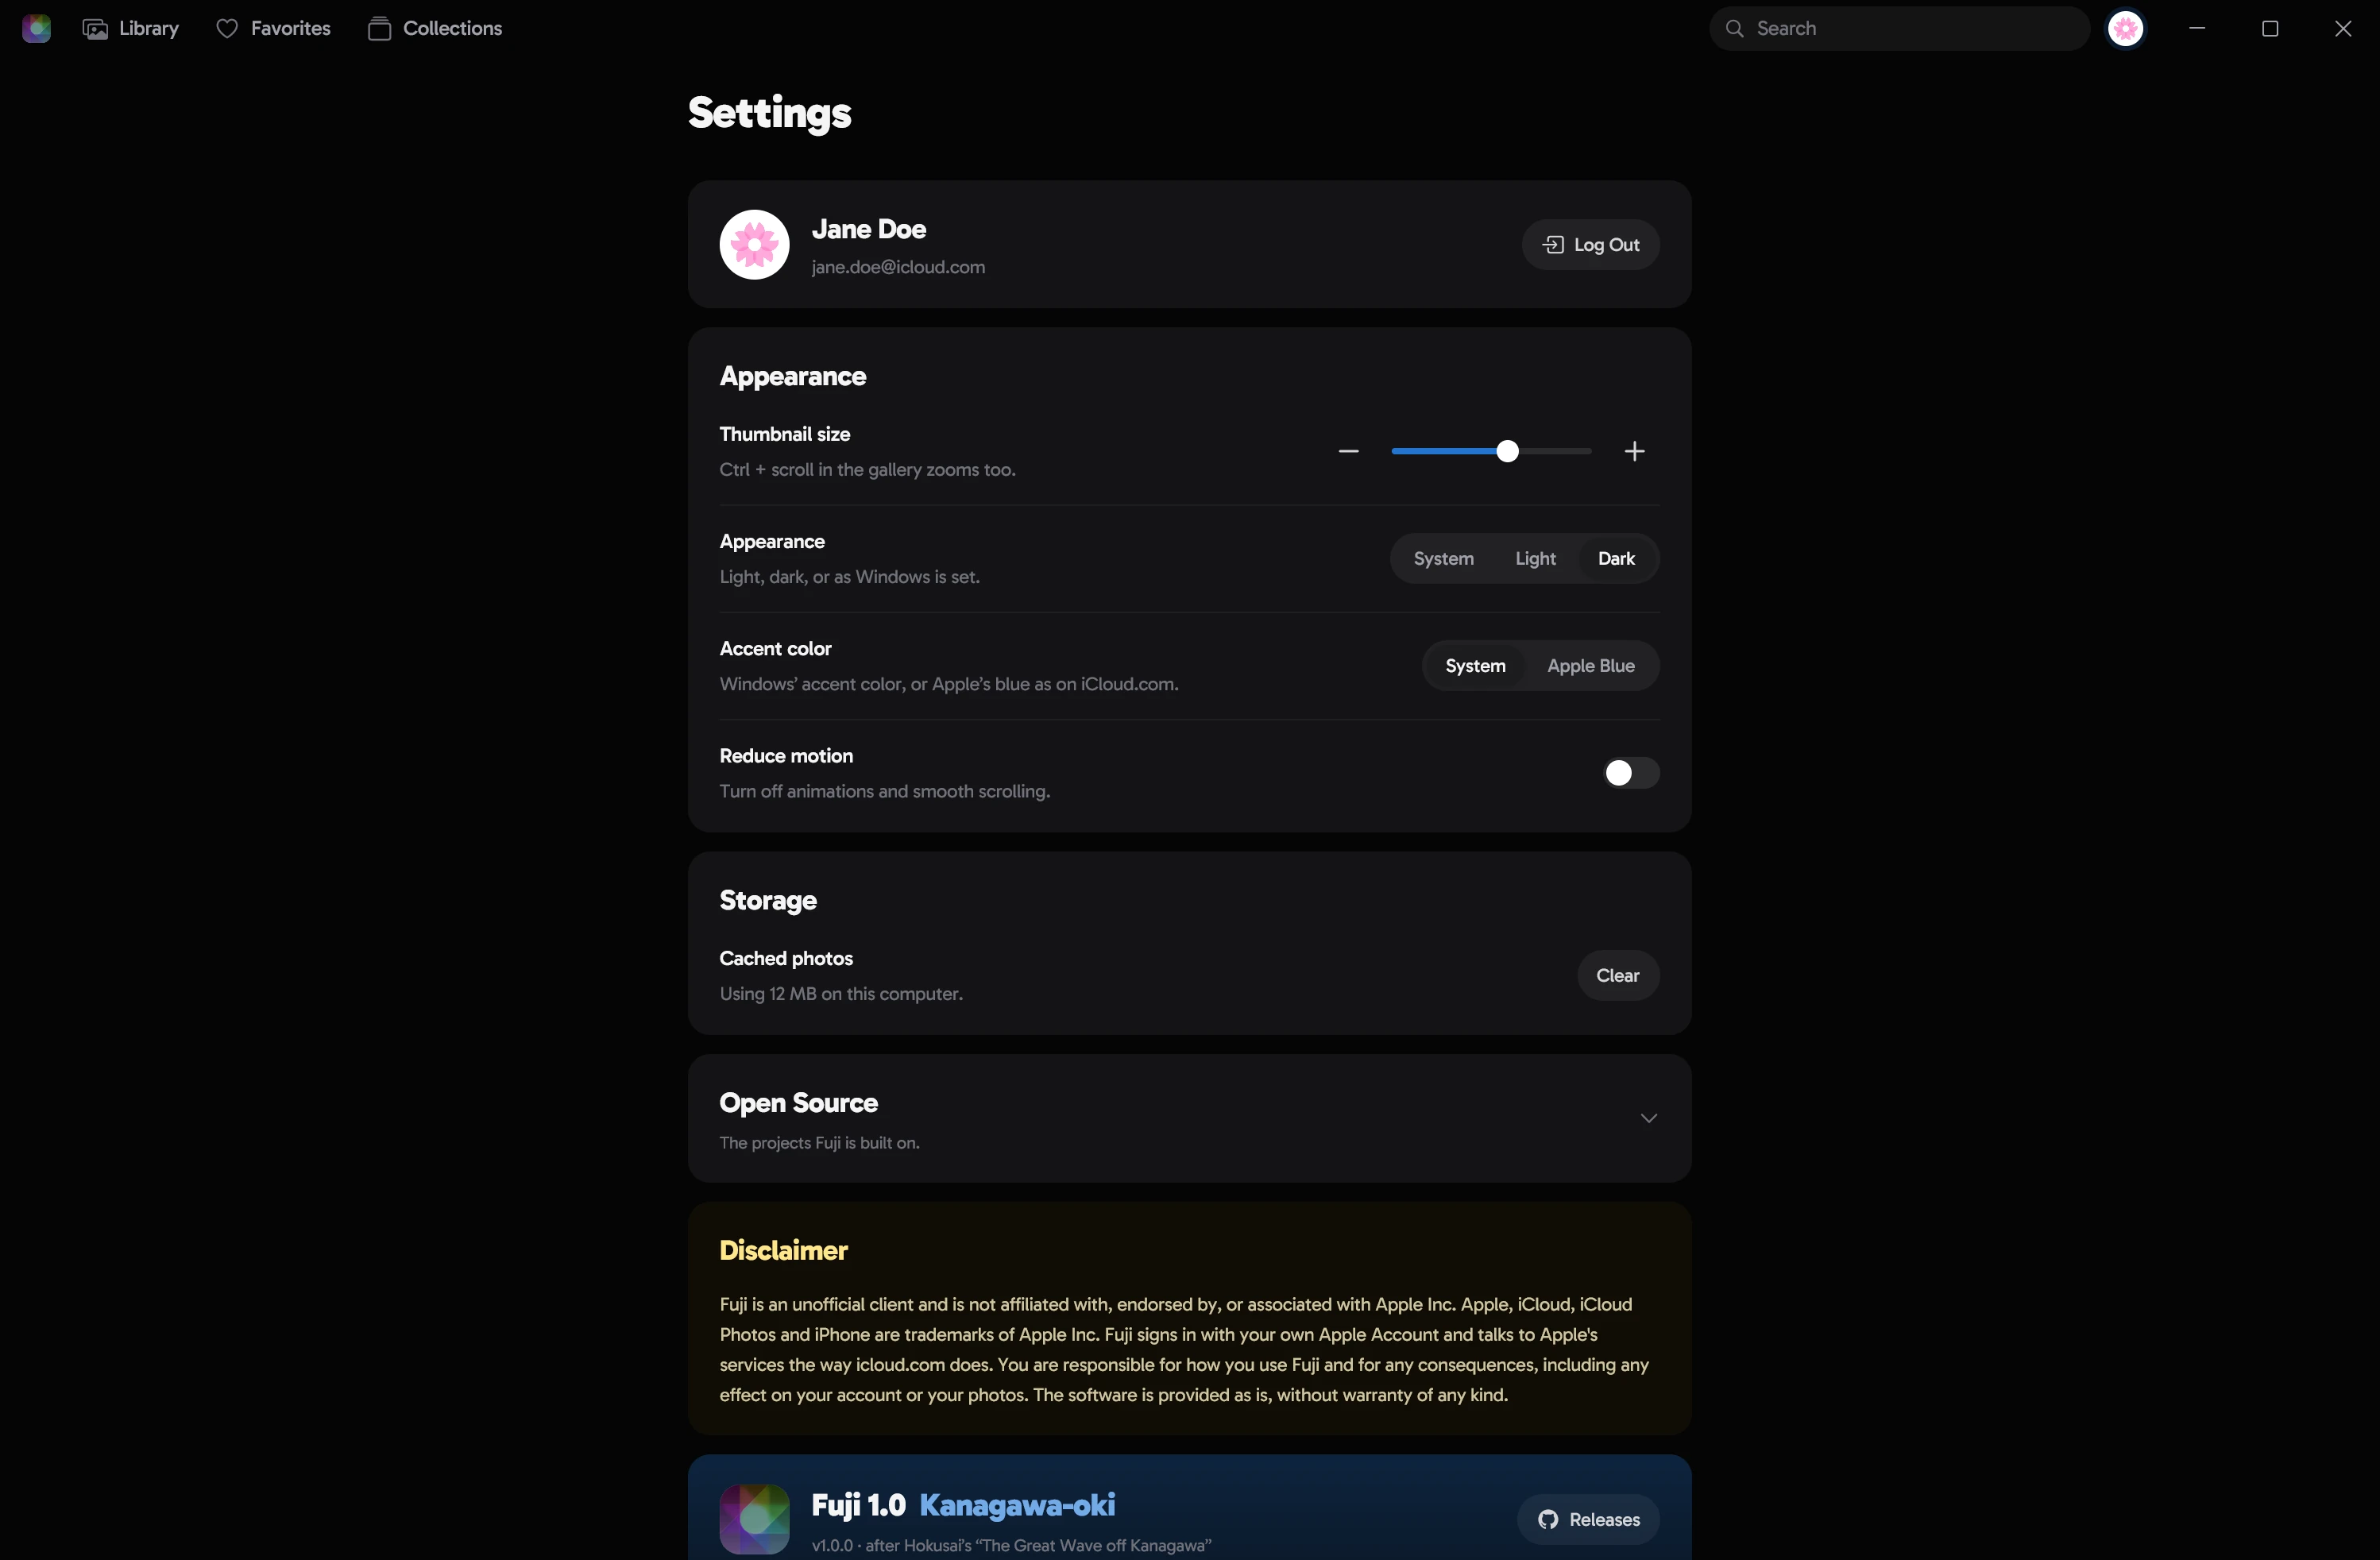 Library
Favorites
Collections
Search
Settings
Jane Doe
jane.doe@icloud.com
Log Out
Appearance
Thumbnail size
Ctrl + scroll in the gallery zooms too.
Appearance
Light, dark, or as Windows is set.
System Light Dark
Accent color
Windows’ accent color, or Apple’s blue as on iCloud.com.
System Apple Blue
Reduce motion
Turn off animations and smooth scrolling.
Storage
Cached photos
Using 12 MB on this computer.
Clear
Open Source
The projects Fuji is built on.
Disclaimer
Fuji is an unofficial client and is not affiliated with, endorsed by, or associated with Apple Inc. Apple, iCloud, iCloud
Photos and iPhone are trademarks of Apple Inc. Fuji signs in with your own Apple Account and talks to Apple's
services the way icloud.com does. You are responsible for how you use Fuji and for any consequences, including any
effect on your account or your photos. The software is provided as is, without warranty of any kind.
Fuji 1.0 Kanagawa-oki
v1.0.0 · after Hokusai’s “The Great Wave off Kanagawa”
Releases